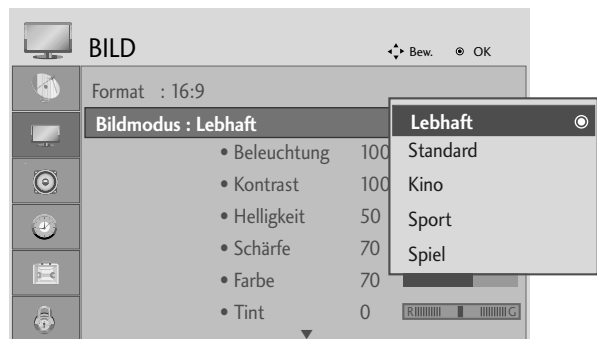 BILD
Bew. OK
Format : 16:9
Bildmodus : Lebhaft
• Beleuchtung 100
• Kontrast 100
• Helligkeit 50
• Schärfe 70
• Farbe 70
• Tint 0 R G
Lebhaft
Standard
Kino
Sport
Spiel